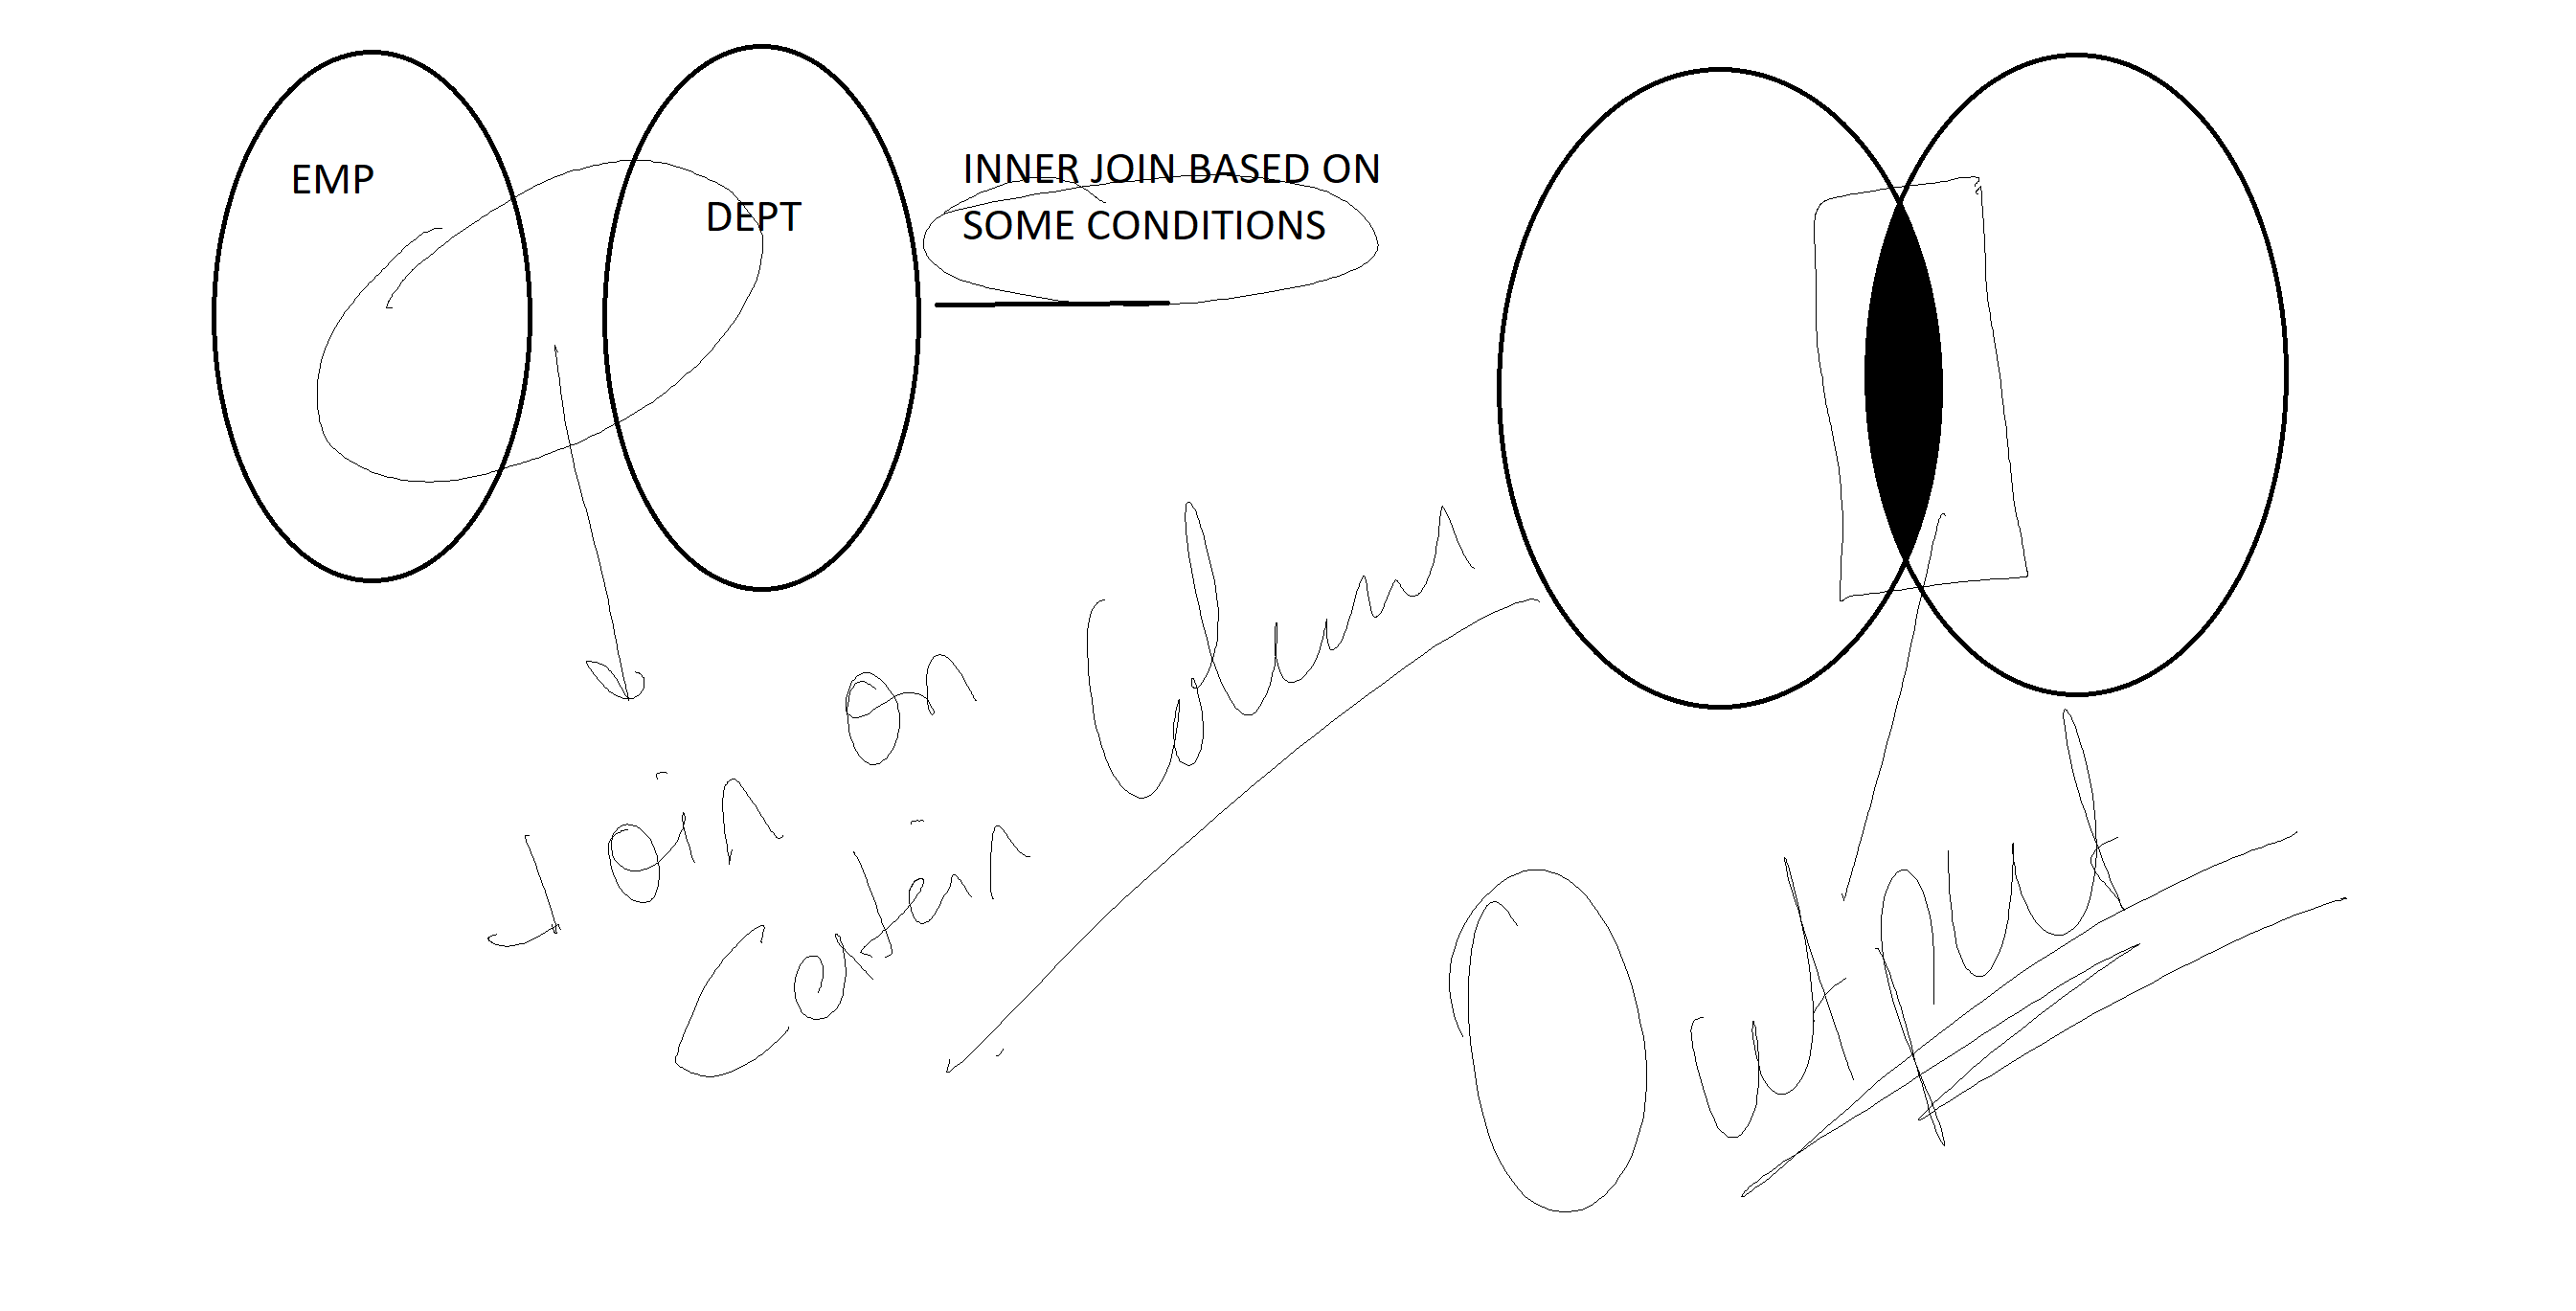 EMP
DEPT
INNER JOIN BASED ON
SOME CONDITIONS
Join on Column
Certain
Output